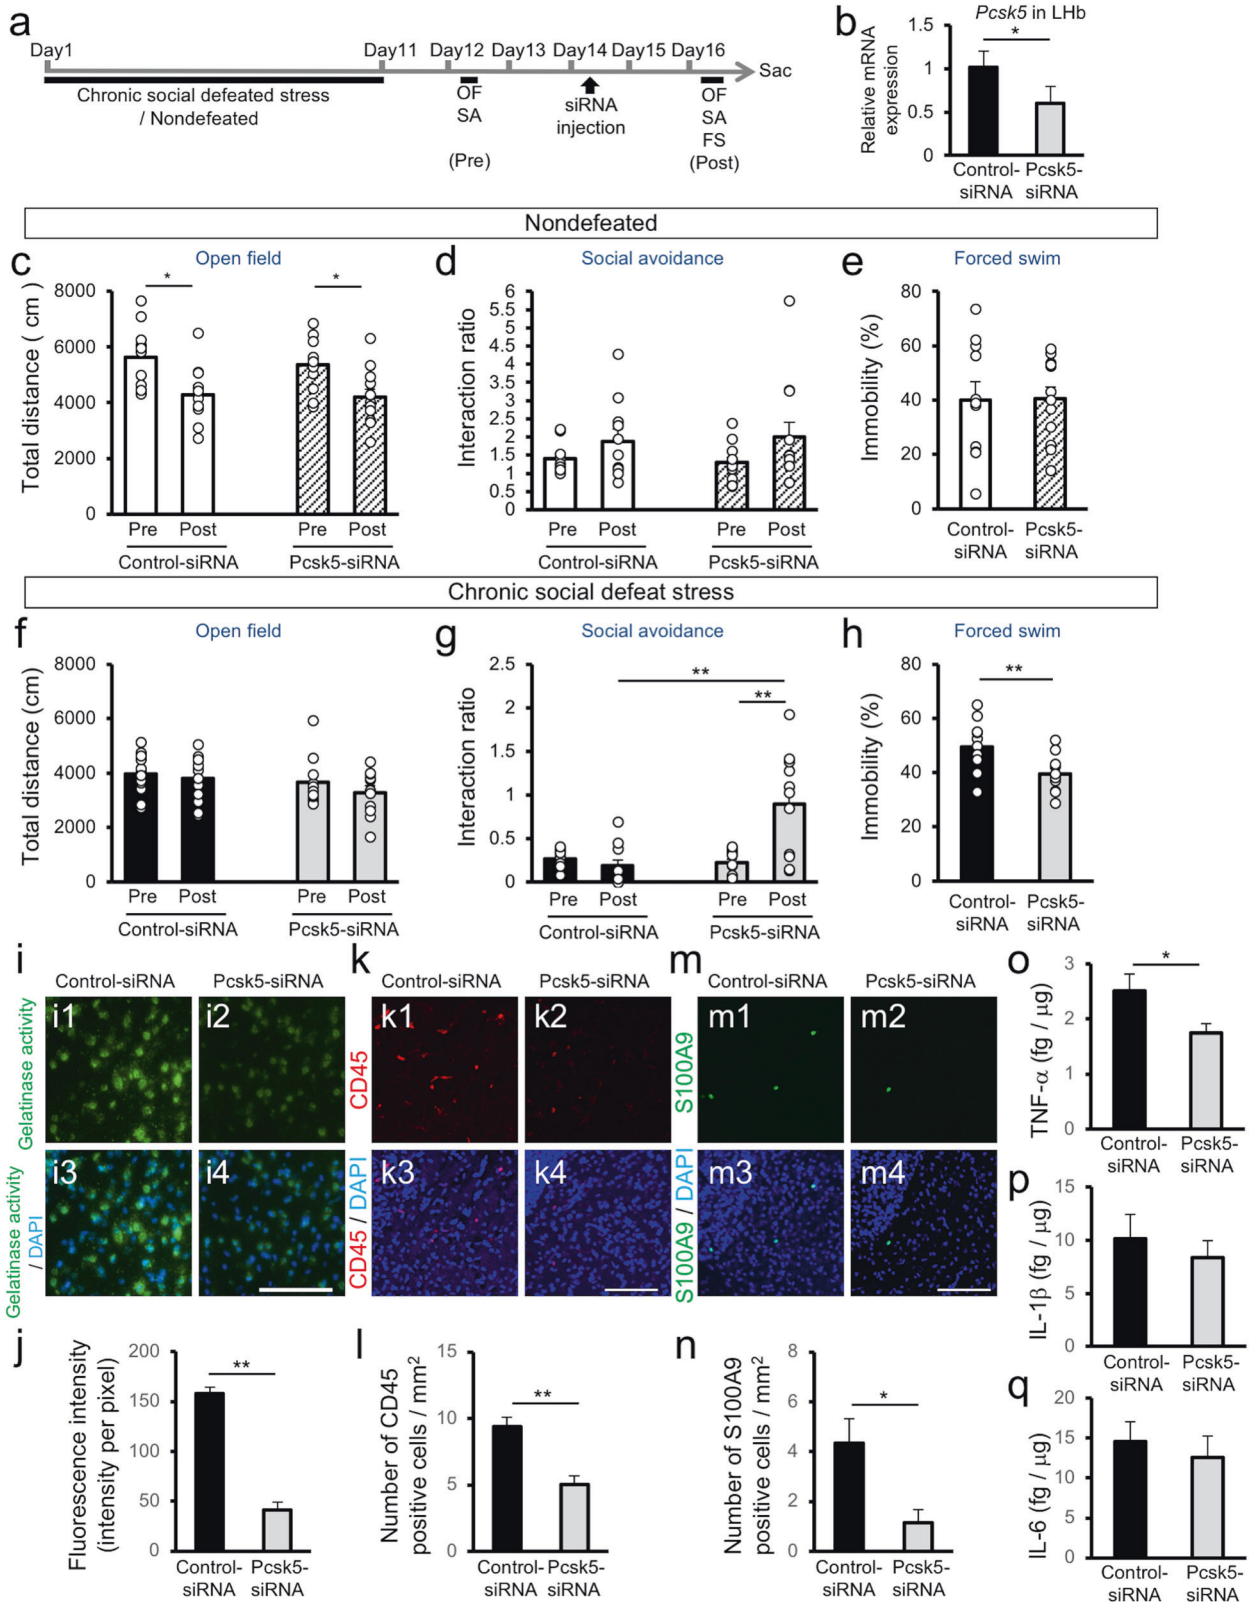 a
Day1 Day11 Day12 Day13 Day14 Day15 Day16
Sac
Chronic social defeated stress
/ Nondefeated
OF
SA
(Pre)
siRNA
injection
OF
SA
FS
(Post)
b
Pcsk5 in LHb
Relative mRNA
expression
1.5
1
0.5
0
*
Control-
siRNA
Pcsk5-
siRNA
Nondefeated
c
Open field
Total distance ( cm )
8000
6000
4000
2000
0
* *
Pre Post Pre Post
Control-siRNA Pcsk5-siRNA
d
Social avoidance
Interaction ratio
6
5.5
5
4.5
4
3.5
3
2.5
2
1.5
1
0.5
0
Pre Post Pre Post
Control-siRNA Pcsk5-siRNA
e
Forced swim
Immobility (%)
80
60
40
20
0
Control-
siRNA
Pcsk5-
siRNA
Chronic social defeat stress
f
Open field
Total distance (cm)
8000
6000
4000
2000
0
Pre Post Pre Post
Control-siRNA Pcsk5-siRNA
g
Social avoidance
Interaction ratio
2.5
2
1.5
1
0.5
0
**
**
Pre Post Pre Post
Control-siRNA Pcsk5-siRNA
h
Forced swim
Immobility (%)
80
60
40
20
0
**
Control-
siRNA
Pcsk5-
siRNA
i
Control-siRNA Pcsk5-siRNA
Gelatinase activity
i1 i2
Gelatinase activity
/ DAPI
i3 i4
k
Control-siRNA Pcsk5-siRNA
CD45
k1 k2
CD45 / DAPI
k3 k4
m
Control-siRNA Pcsk5-siRNA
S100A9
m1 m2
S100A9 / DAPI
m3 m4
o
TNF-α (fg / μg)
3
2
1
0
*
Control-
siRNA
Pcsk5-
siRNA
p
IL-1β (fg / μg)
15
10
5
0
Control-
siRNA
Pcsk5-
siRNA
j
Fluorescence intensity
(intensity per pixel)
200
150
100
50
0
**
Control-
siRNA
Pcsk5-
siRNA
l
Number of CD45
positive cells / mm²
15
10
5
0
**
Control-
siRNA
Pcsk5-
siRNA
n
Number of S100A9
positive cells / mm²
8
6
4
2
0
*
Control-
siRNA
Pcsk5-
siRNA
q
IL-6 (fg / μg)
20
15
10
5
0
Control-
siRNA
Pcsk5-
siRNA